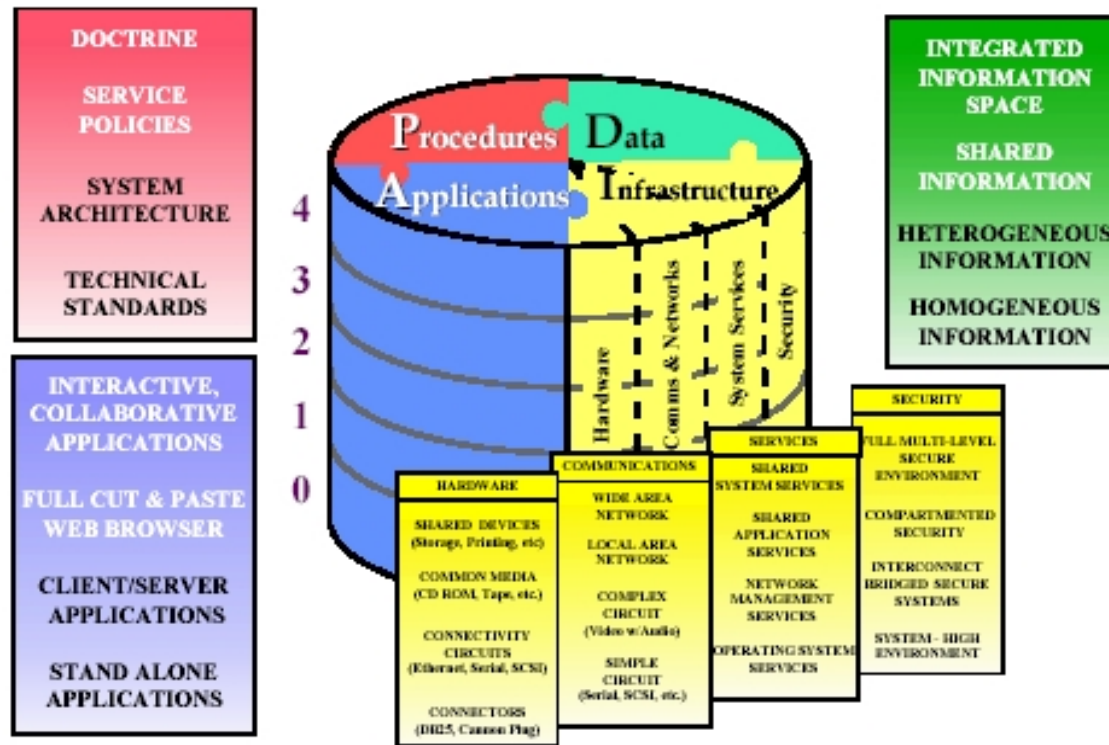 DOCTRINE
SERVICE
POLICIES
SYSTEM
ARCHITECTURE
TECHNICAL
STANDARDS
INTERACTIVE,
COLLABORATIVE
APPLICATIONS
FULL CUT & PASTE
WEB BROWSER
CLIENT/SERVER
APPLICATIONS
STAND ALONE
APPLICATIONS
Procedures
Data
Applications
Infrastructure
4
3
2
1
0
Hardware
Comms & Networks
System Services
Security
INTEGRATED
INFORMATION
SPACE
SHARED
INFORMATION
HETEROGENEOUS
INFORMATION
HOMOGENEOUS
INFORMATION
HARDWARE
SHARED DEVICES
(Storage, Printing, etc)
COMMON MEDIA
(CD ROM, Tape, etc.)
CONNECTIVITY
CIRCUITS
(Ethernet, Serial, SCSI)
CONNECTORS
(DB25, Cannon Plug)
COMMUNICATIONS
WIDE AREA
NETWORK
LOCAL AREA
NETWORK
COMPLEX
CIRCUIT
(Video w/Audio)
SIMPLE
CIRCUIT
(Serial, SCSI, etc.)
SERVICES
SHARED
SYSTEM SERVICES
SHARED
APPLICATION
SERVICES
NETWORK
MANAGEMENT
SERVICES
OPERATING SYSTEM
SERVICES
SECURITY
FULL MULTI-LEVEL
SECURE
ENVIRONMENT
COMPARTMENTED
SECURITY
INTERCONNECT
BRIDGED SECURE
SYSTEMS
SYSTEM - HIGH
ENVIRONMENT